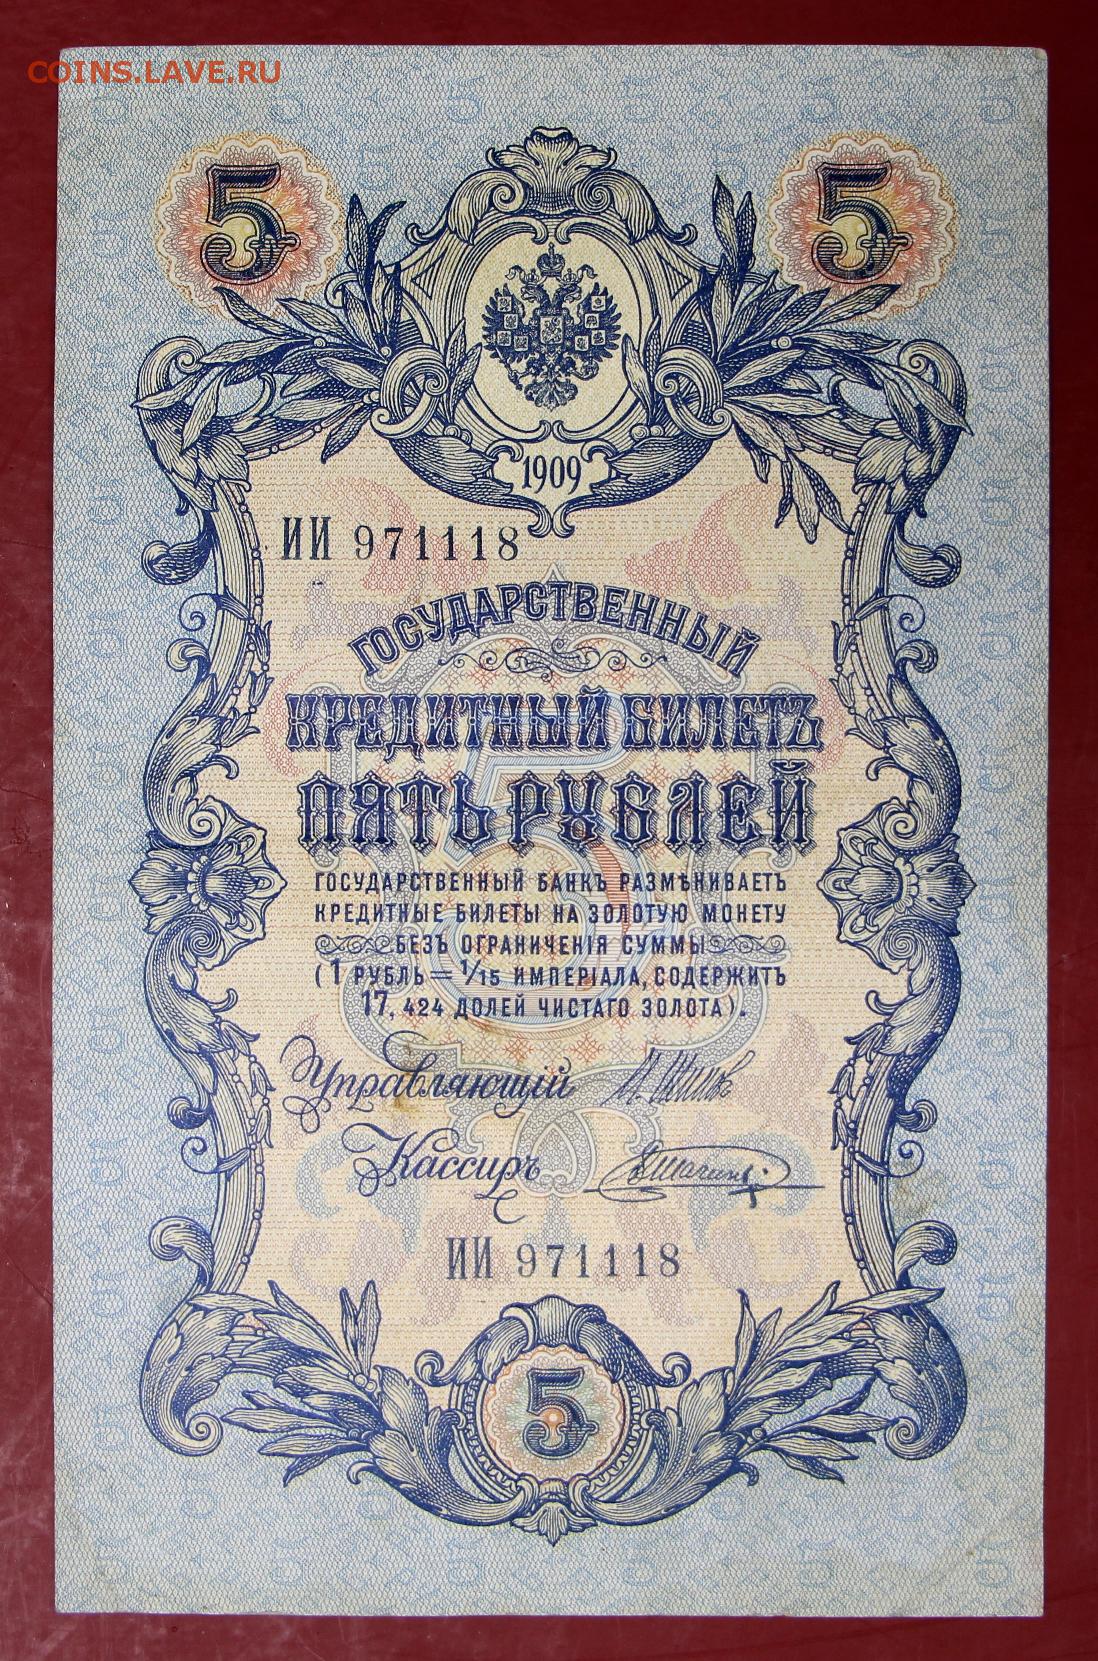 COINS.LAVE.RU
5 5
1909
ИИ 971118
ГОСУДАРСТВЕННЫЙ
КРЕДИТНЫЙ БИЛЕТЪ
ПЯТЬ РУБЛЕЙ
ГОСУДАРСТВЕННЫЙ БАНКЪ РАЗМѢНИВАЕТЪ
КРЕДИТНЫЕ БИЛЕТЫ НА ЗОЛОТУЮ МОНЕТУ
БЕЗЪ ОГРАНИЧЕНІЯ СУММЫ
(1 РУБЛЬ = 1/15 ИМПЕРІАЛА, СОДЕРЖИТЪ
17, 424 ДОЛЕЙ ЧИСТАГО ЗОЛОТА).
Управляющій И. Шипов
Кассиръ
ИИ 971118
5